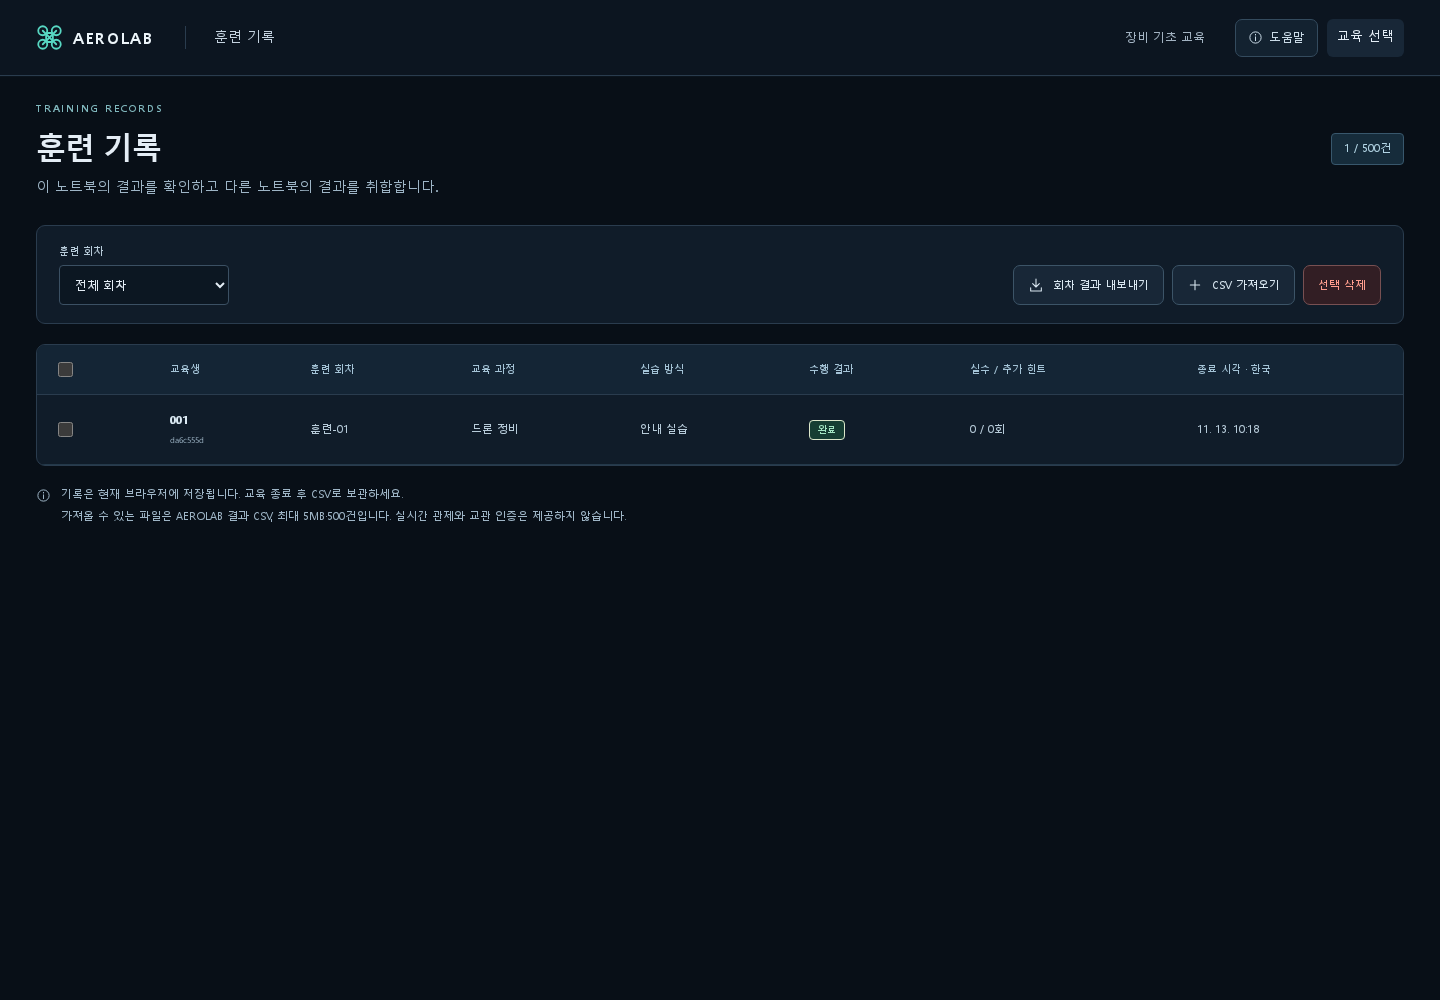 AEROLAB
훈련 기록
장비 기초 교육
도움말
교육 선택
TRAINING RECORDS
훈련 기록
1 / 500건
이 노트북의 결과를 확인하고 다른 노트북의 결과를 취합합니다.
훈련 회차
전체 회차
회차 결과 내보내기
CSV 가져오기
선택 삭제
교육생 훈련 회차 교육 과정 실습 방식 수행 결과 실수 / 추가 힌트 종료 시각 · 한국
001
da6c555d
훈련-01 드론 정비 안내 실습 완료 0 / 0회 11. 13. 10:18
기록은 현재 브라우저에 저장됩니다. 교육 종료 후 CSV로 보관하세요.
가져올 수 있는 파일은 AEROLAB 결과 CSV, 최대 5MB·500건입니다. 실시간 관제와 교관 인증은 제공하지 않습니다.